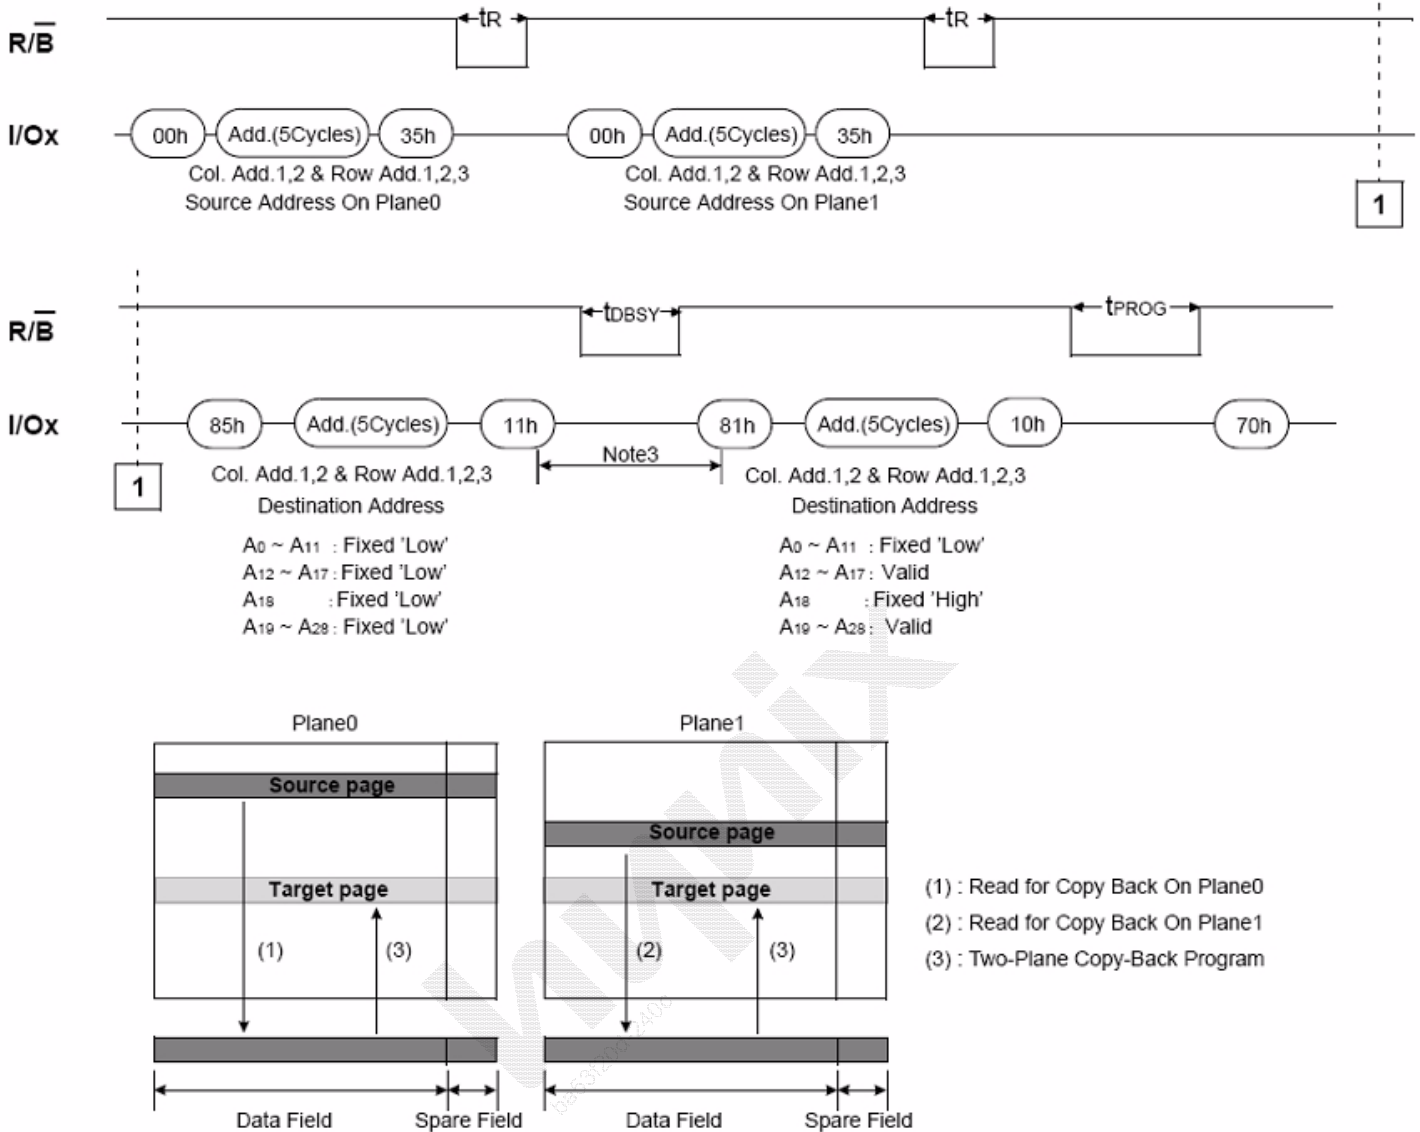 R/B tR tR
I/Ox 00h Add.(5Cycles) 35h 00h Add.(5Cycles) 35h
Col. Add.1,2 & Row Add.1,2,3 Col. Add.1,2 & Row Add.1,2,3
Source Address On Plane0 Source Address On Plane1
1
R/B tDBSY tPROG
I/Ox 85h Add.(5Cycles) 11h 81h Add.(5Cycles) 10h 70h
Note3
1
Col. Add.1,2 & Row Add.1,2,3 Col. Add.1,2 & Row Add.1,2,3
Destination Address Destination Address
A0 ~ A11 : Fixed 'Low' A0 ~ A11 : Fixed 'Low'
A12 ~ A17 : Fixed 'Low' A12 ~ A17 : Valid
A18 : Fixed 'Low' A18 : Fixed 'High'
A19 ~ A28 : Fixed 'Low' A19 ~ A28 : Valid
Plane0 Plane1
Source page
Source page
Target page Target page
(1) : Read for Copy Back On Plane0
(2) : Read for Copy Back On Plane1
(3) : Two-Plane Copy-Back Program
(1) (3) (2) (3)
Data Field Spare Field Data Field Spare Field